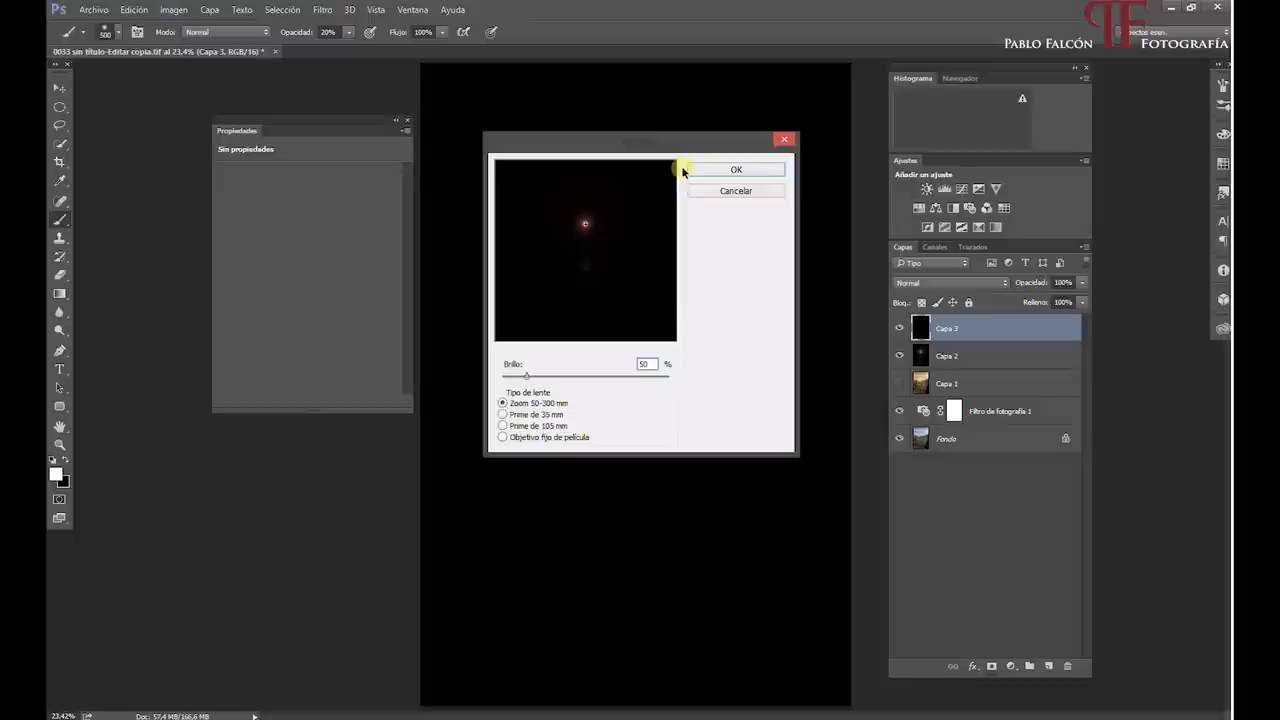 Ps Archivo Edición Imagen Capa Texto Selección Filtro 3D Vista Ventana Ayuda
500 Modo: Normal Opacidad: 20% Flujo: 100%
PABLO FALCÓN FOTOGRAFÍA
0033 sin título-Editar copia.tif al 23,4% (Capa 3, RGB/16) *
Propiedades
Sin propiedades
OK
Cancelar
Brillo: 50 %
Tipo de lente
Zoom 50-300 mm
Prime de 35 mm
Prime de 105 mm
Objetivo fijo de película
Histograma Navegador
Ajustes
Añadir un ajuste
Capas Canales Trazados
Tipo
Normal Opacidad: 100%
Bloq.: Relleno: 100%
Capa 3
Capa 2
Capa 1
Filtro de fotografía 1
Fondo
23,42% Doc: 57,4 MB/166,6 MB